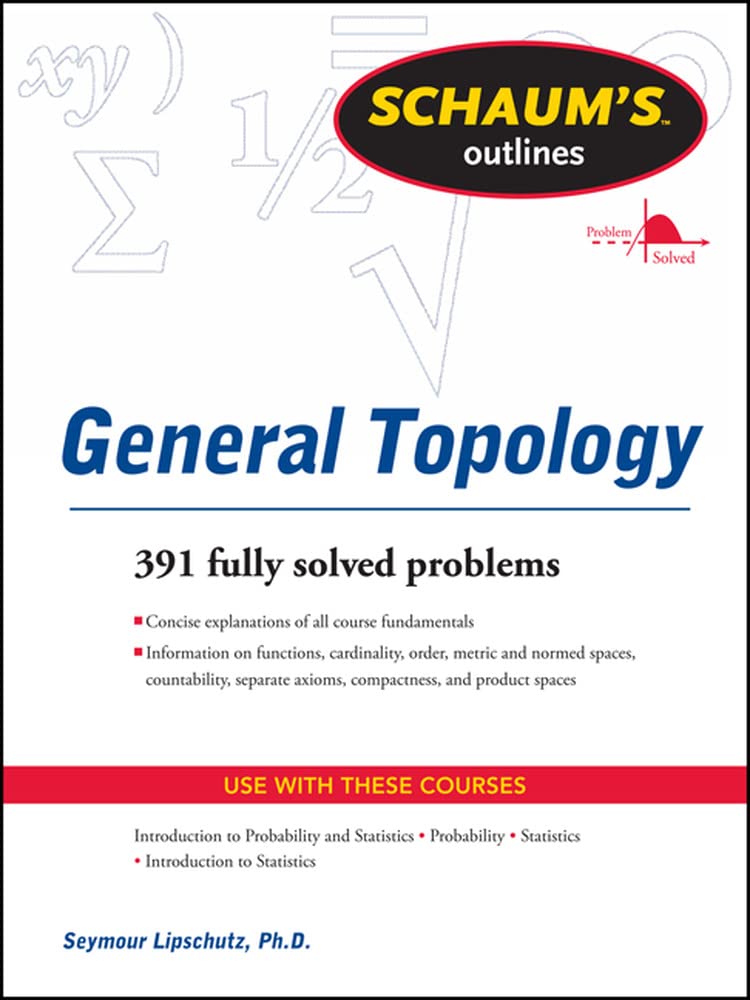 xy )
=
∞
1/2
Σ
√
SCHAUM'S™
outlines
Problem
Solved
General Topology
391 fully solved problems
■ Concise explanations of all course fundamentals
■ Information on functions, cardinality, order, metric and normed spaces,
countability, separate axioms, compactness, and product spaces
USE WITH THESE COURSES
Introduction to Probability and Statistics • Probability • Statistics
• Introduction to Statistics
Seymour Lipschutz, Ph.D.